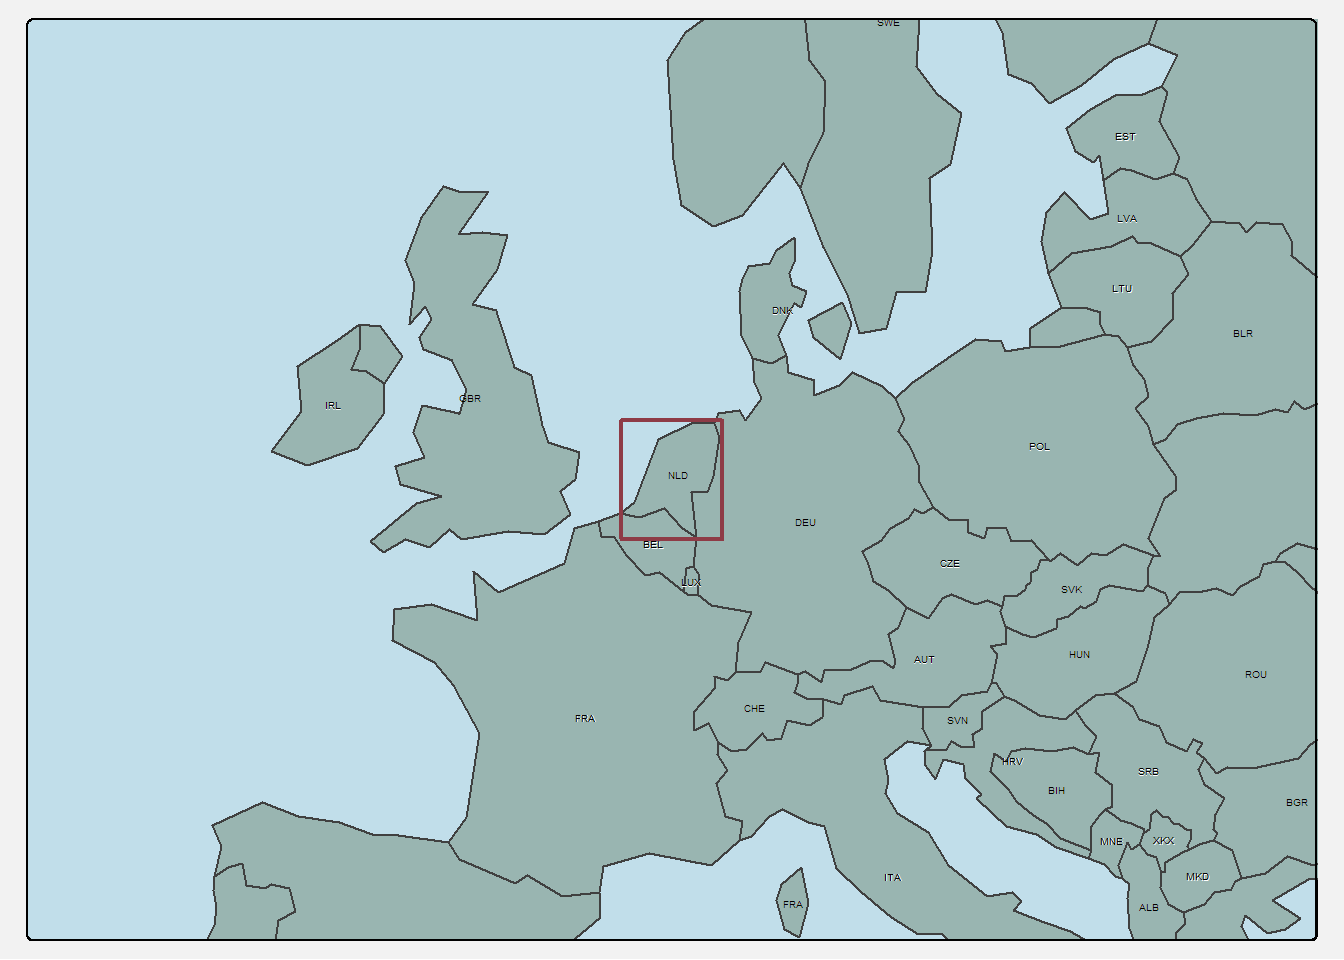 SWE
EST
LVA
LTU
DNK
BLR
GBR
IRL
POL
NLD
DEU
BEL
CZE
LUX
SVK
HUN
AUT
ROU
CHE
FRA
SVN
HRV
SRB
BIH
BGR
MNE
XKX
ITA
MKD
FRA
ALB